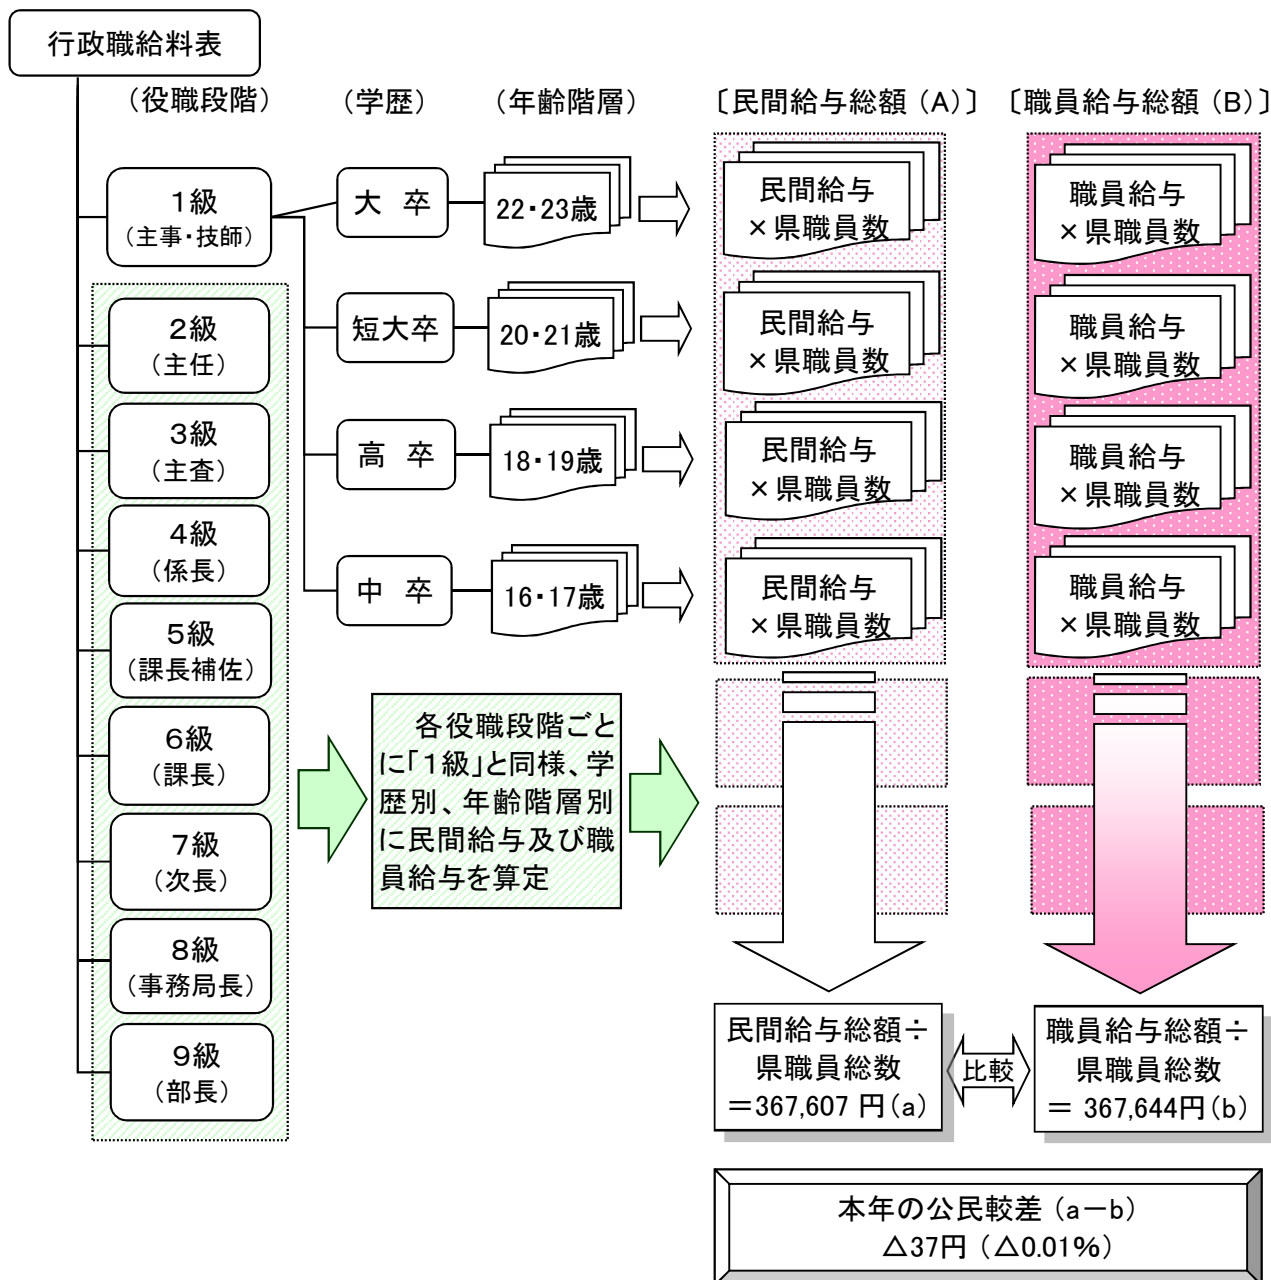 行政職給料表
（役職段階）
（学歴）
（年齢階層）
〔民間給与総額（A）〕
〔職員給与総額（B）〕
1級
（主事・技師）
大　卒
22・23歳
民間給与
×県職員数
職員給与
×県職員数
2級
（主任）
短大卒
20・21歳
民間給与
×県職員数
職員給与
×県職員数
3級
（主査）
高　卒
18・19歳
民間給与
×県職員数
職員給与
×県職員数
4級
（係長）
中　卒
16・17歳
民間給与
×県職員数
職員給与
×県職員数
5級
（課長補佐）
6級
（課長）
7級
（次長）
8級
（事務局長）
9級
（部長）
各役職段階ごと
に「1級」と同様、学
歴別、年齢階層別
に民間給与及び職
員給与を算定
民間給与総額÷
県職員総数
＝367,607 円（a）
比較
職員給与総額÷
県職員総数
＝ 367,644円（b）
本年の公民較差（a－b）
△37円（△0.01%）